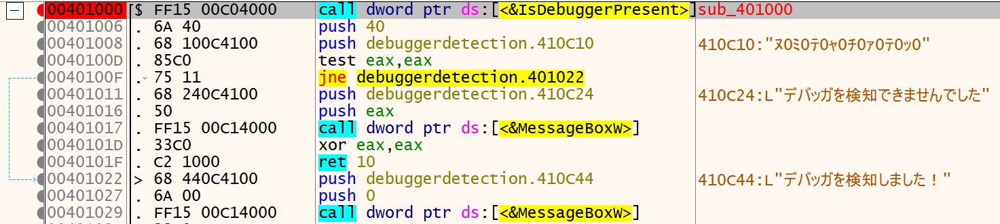 00401000 $ FF15 00C04000 call dword ptr ds:[<&IsDebuggerPresent>] sub_401000
00401006 . 6A 40 push 40
00401008 . 68 100C4100 push debuggerdetection.410C10 410C10:"ﾇ0ﾐ0ﾃ0ｬ0ﾁ0ｧ0ﾃ0ｯ0"
0040100D . 85C0 test eax,eax
0040100F . 75 11 jne debuggerdetection.401022
00401011 . 68 240C4100 push debuggerdetection.410C24 410C24:L"デバッガを検知できませんでした"
00401016 . 50 push eax
00401017 . FF15 00C14000 call dword ptr ds:[<&MessageBoxW>]
0040101D . 33C0 xor eax,eax
0040101F . C2 1000 ret 10
00401022 > 68 440C4100 push debuggerdetection.410C44 410C44:L"デバッガを検知しました！"
00401027 . 6A 00 push 0
00401029 . FF15 00C14000 call dword ptr ds:[<&MessageBoxW>]